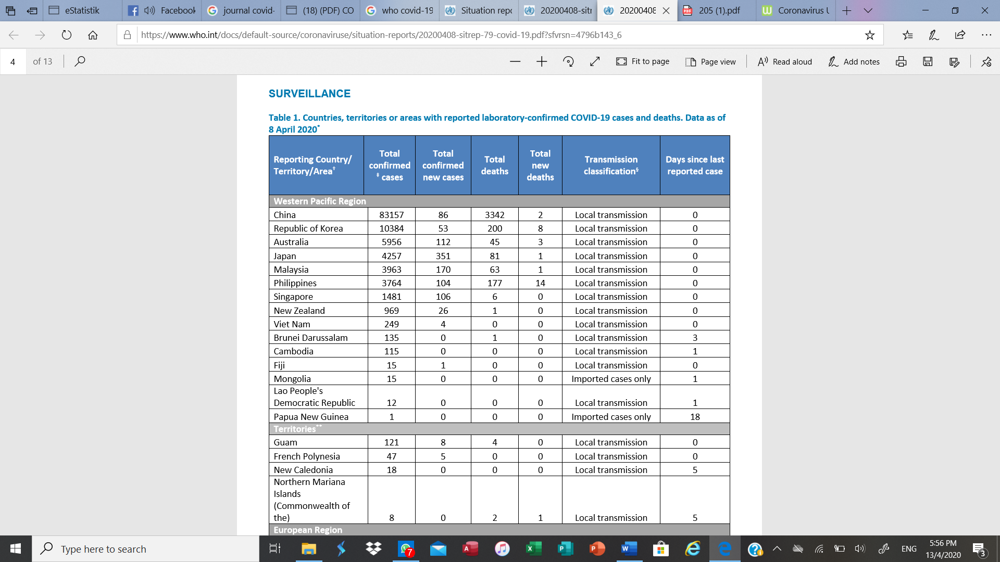 eStatistik
Facebook
journal covid-
(18) (PDF) CO
who covid-19
Situation repo
20200408-sitr
20200408
205 (1).pdf
Coronavirus U
https://www.who.int/docs/default-source/coronaviruse/situation-reports/20200408-sitrep-79-covid-19.pdf?sfvrsn=4796b143_6
4 of 13
Fit to page
Page view
Read aloud
Add notes
SURVEILLANCE
Table 1. Countries, territories or areas with reported laboratory-confirmed COVID-19 cases and deaths. Data as of
8 April 2020*
Reporting Country/
Territory/Area†
Total
confirmed
‡ cases
Total
confirmed
new cases
Total
deaths
Total
new
deaths
Transmission
classification§
Days since last
reported case
Western Pacific Region
China 83157 86 3342 2 Local transmission 0
Republic of Korea 10384 53 200 8 Local transmission 0
Australia 5956 112 45 3 Local transmission 0
Japan 4257 351 81 1 Local transmission 0
Malaysia 3963 170 63 1 Local transmission 0
Philippines 3764 104 177 14 Local transmission 0
Singapore 1481 106 6 0 Local transmission 0
New Zealand 969 26 1 0 Local transmission 0
Viet Nam 249 4 0 0 Local transmission 0
Brunei Darussalam 135 0 1 0 Local transmission 3
Cambodia 115 0 0 0 Local transmission 1
Fiji 15 1 0 0 Local transmission 0
Mongolia 15 0 0 0 Imported cases only 1
Lao People's
Democratic Republic 12 0 0 0 Local transmission 1
Papua New Guinea 1 0 0 0 Imported cases only 18
Territories**
Guam 121 8 4 0 Local transmission 0
French Polynesia 47 5 0 0 Local transmission 0
New Caledonia 18 0 0 0 Local transmission 5
Northern Mariana
Islands
(Commonwealth of
the) 8 0 2 1 Local transmission 5
European Region
Type here to search
7
ENG
5:56 PM
13/4/2020
3